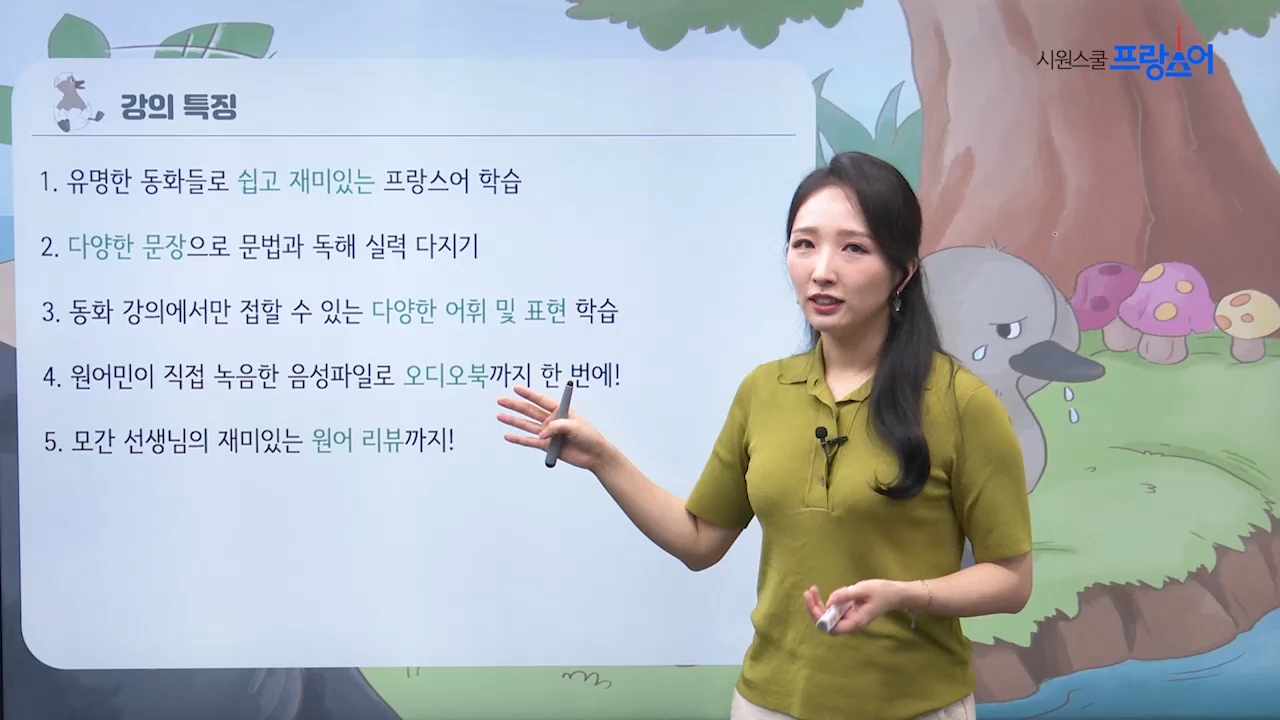 시원스쿨 프랑스어
강의 특징
1. 유명한 동화들로 쉽고 재미있는 프랑스어 학습
2. 다양한 문장으로 문법과 독해 실력 다지기
3. 동화 강의에서만 접할 수 있는 다양한 어휘 및 표현 학습
4. 원어민이 직접 녹음한 음성파일로 오디오북까지 한 번에!
5. 모간 선생님의 재미있는 원어 리뷰까지!